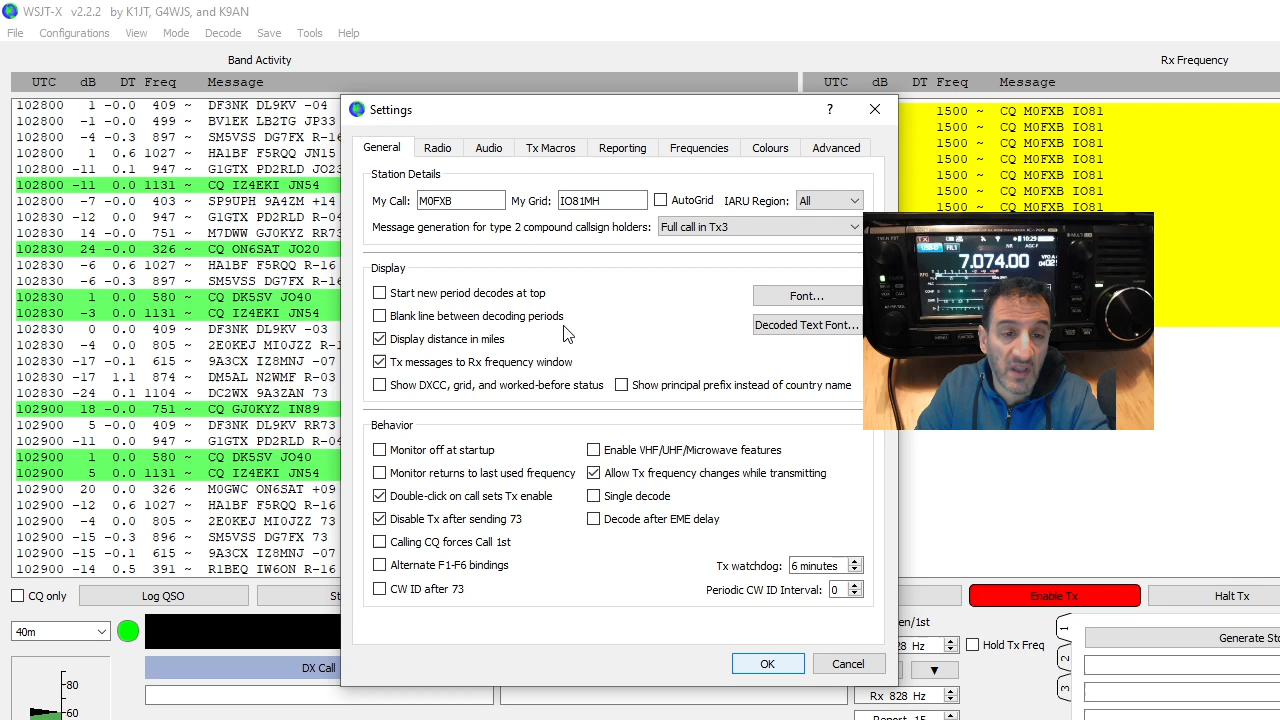 WSJT-X v2.2.2 by K1JT, G4WJS, and K9AN
File Configurations View Mode Decode Save Tools Help
Band Activity
Rx Frequency
UTC dB DT Freq Message
UTC dB DT Freq Message
102800 1 -0.0 409 ~ DF3NK DL9KV -04
102800 -1 -0.0 499 ~ BV1EK LB2TG JP33
102800 -4 -0.3 897 ~ SM5VSS DG7FX R-16
102800 1 0.6 1027 ~ HA1BF F5RQQ JN15
102800 -11 0.1 947 ~ G1GTX PD2RLD JO23
102800 -11 0.0 1131 ~ CQ IZ4EKI JN54
102800 -7 0.0 403 ~ SP9UPH 9A4ZM +14
102830 -12 0.0 947 ~ G1GTX PD2RLD R-04
102830 14 -0.0 751 ~ M7DWW GJ0KYZ RR73
102830 24 -0.0 326 ~ CQ ON6SAT JO20
102830 -6 0.6 1027 ~ HA1BF F5RQQ R-16
102830 -6 -0.3 897 ~ SM5VSS DG7FX R-16
102830 1 0.0 580 ~ CQ DK5SV JO40
102830 -3 0.0 1131 ~ CQ IZ4EKI JN54
102830 0 -0.0 409 ~ DF3NK DL9KV -03
102830 -4 0.0 805 ~ 2E0KEJ MI0JZZ R-1
102830 -17 -0.1 615 ~ 9A3CX IZ8MNJ -07
102830 -17 1.1 874 ~ DM5AL N2WMF R-03
102830 -24 0.1 1104 ~ DC2WX 9A3ZAN 73
102900 18 -0.0 751 ~ CQ GJ0KYZ IN89
102900 5 -0.0 409 ~ DF3NK DL9KV RR73
102900 -11 0.0 947 ~ G1GTX PD2RLD R-04
102900 1 0.0 580 ~ CQ DK5SV JO40
102900 5 0.0 1131 ~ CQ IZ4EKI JN54
102900 20 0.0 326 ~ M0GWC ON6SAT +09
102900 -12 0.6 1027 ~ HA1BF F5RQQ R-16
102900 -4 0.0 805 ~ 2E0KEJ MI0JZZ 73
102900 -15 -0.3 896 ~ SM5VSS DG7FX 73
102900 -15 -0.1 615 ~ 9A3CX IZ8MNJ -07
102900 -14 0.5 391 ~ R1BEQ IW6ON R-16
1500 ~ CQ M0FXB IO81
1500 ~ CQ M0FXB IO81
1500 ~ CQ M0FXB IO81
1500 ~ CQ M0FXB IO81
1500 ~ CQ M0FXB IO81
1500 ~ CQ M0FXB IO81
1500 ~ CQ M0FXB IO81
Settings ?
General Radio Audio Tx Macros Reporting Frequencies Colours Advanced
Station Details
My Call: M0FXB My Grid: IO81MH AutoGrid IARU Region: All
Message generation for type 2 compound callsign holders: Full call in Tx3
Display
Start new period decodes at top
Font...
Blank line between decoding periods
Decoded Text Font...
Display distance in miles
Tx messages to Rx frequency window
Show DXCC, grid, and worked-before status Show principal prefix instead of country name
Behavior
Monitor off at startup Enable VHF/UHF/Microwave features
Monitor returns to last used frequency Allow Tx frequency changes while transmitting
Double-click on call sets Tx enable Single decode
Disable Tx after sending 73 Decode after EME delay
Calling CQ forces Call 1st
Alternate F1-F6 bindings Tx watchdog: 6 minutes
CW ID after 73 Periodic CW ID Interval: 0
OK Cancel
TX 10:29
FIL1
7.074.00
CQ only Log QSO St
Enable Tx Halt Tx
40m
en/1st
28 Hz Hold Tx Freq
Generate Std
DX Call
▼
Rx 828 Hz
Report -15
80
60
1
2
3